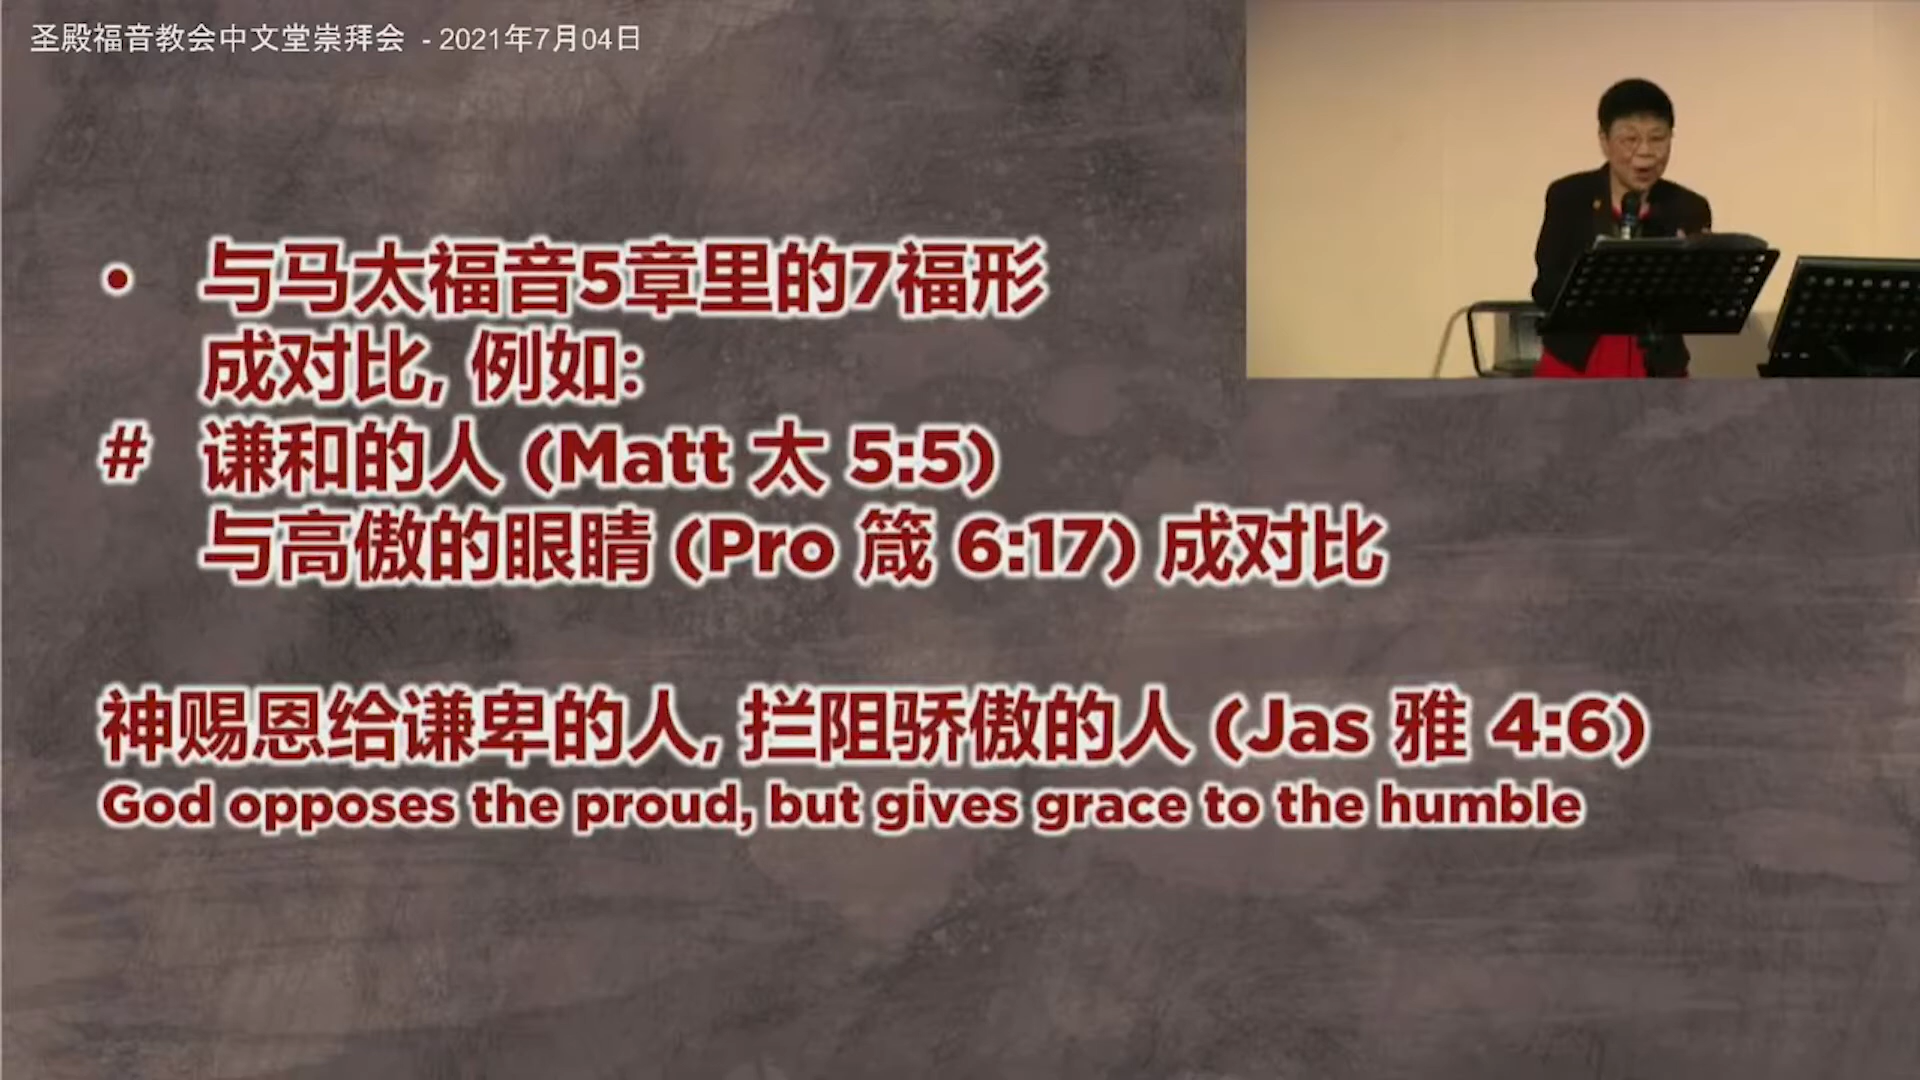 圣殿福音教会中文堂崇拜会 - 2021年7月04日
• 与马太福音5章里的7福形
成对比, 例如:
# 谦和的人 (Matt 太 5:5)
与高傲的眼睛 (Pro 箴 6:17) 成对比
神赐恩给谦卑的人, 拦阻骄傲的人 (Jas 雅 4:6)
God opposes the proud, but gives grace to the humble